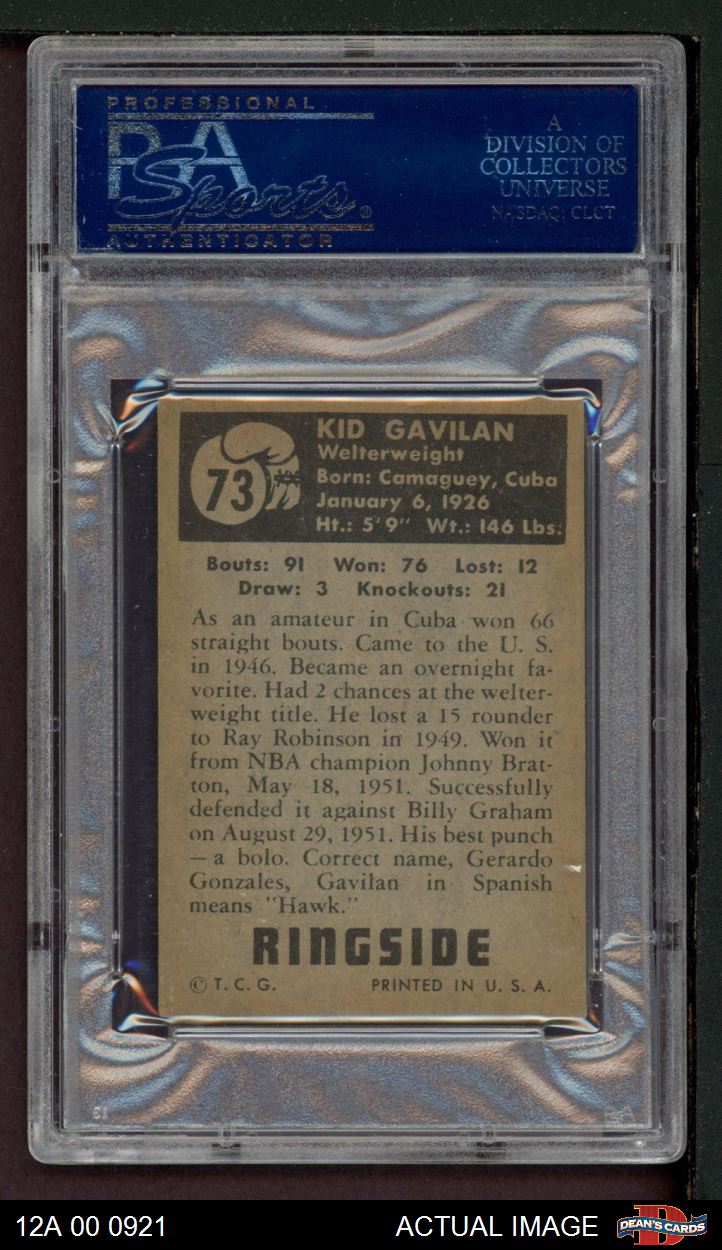 PROFESSIONAL
PSA
Sports®
AUTHENTICATOR
A
DIVISION OF
COLLECTORS
UNIVERSE
NASDAQ: CLCT
73
KID GAVILAN
Welterweight
Born: Camaguey, Cuba
January 6, 1926
Ht.: 5'9" Wt.: 146 Lbs.
Bouts: 91 Won: 76 Lost: 12
Draw: 3 Knockouts: 21
As an amateur in Cuba won 66
straight bouts. Came to the U. S.
in 1946. Became an overnight fa-
vorite. Had 2 chances at the welter-
weight title. He lost a 15 rounder
to Ray Robinson in 1949. Won it
from NBA champion Johnny Brat-
ton, May 18, 1951. Successfully
defended it against Billy Graham
on August 29, 1951. His best punch
—a bolo. Correct name, Gerardo
Gonzales, Gavilan in Spanish
means "Hawk."
RINGSIDE
© T. C. G. PRINTED IN U. S. A.
12A 00 0921 ACTUAL IMAGE DEAN'S CARDS